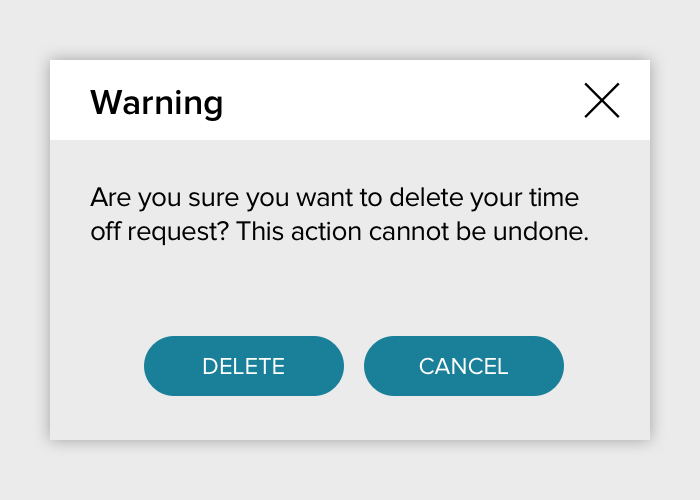 Warning
Are you sure you want to delete your time
off request? This action cannot be undone.
DELETE CANCEL